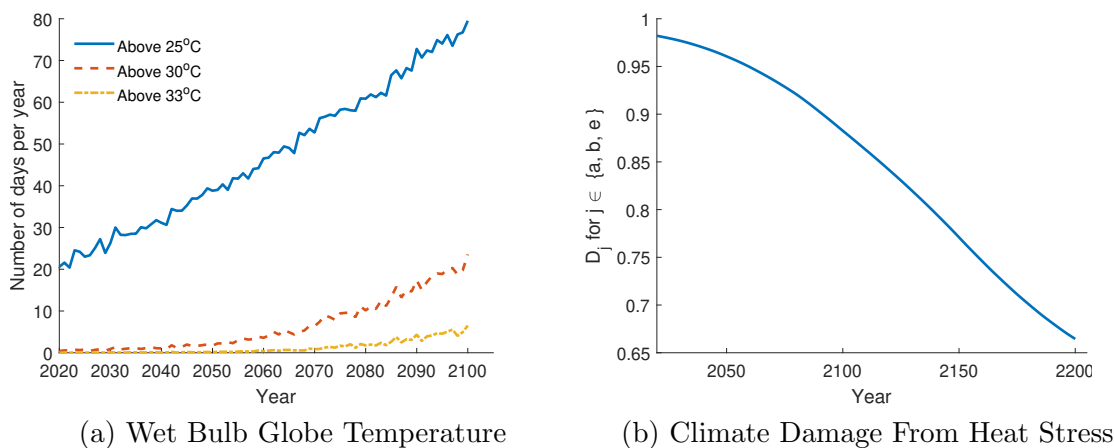 80
70
60
50
40
30
20
10
0
Number of days per year
Above 25°C
Above 30°C
Above 33°C
2020 2030 2040 2050 2060 2070 2080 2090 2100
Year
(a) Wet Bulb Globe Temperature
1
0.95
0.9
0.85
0.8
0.75
0.7
0.65
D_j for j ∈ {a, b, e}
2050 2100 2150 2200
Year
(b) Climate Damage From Heat Stress